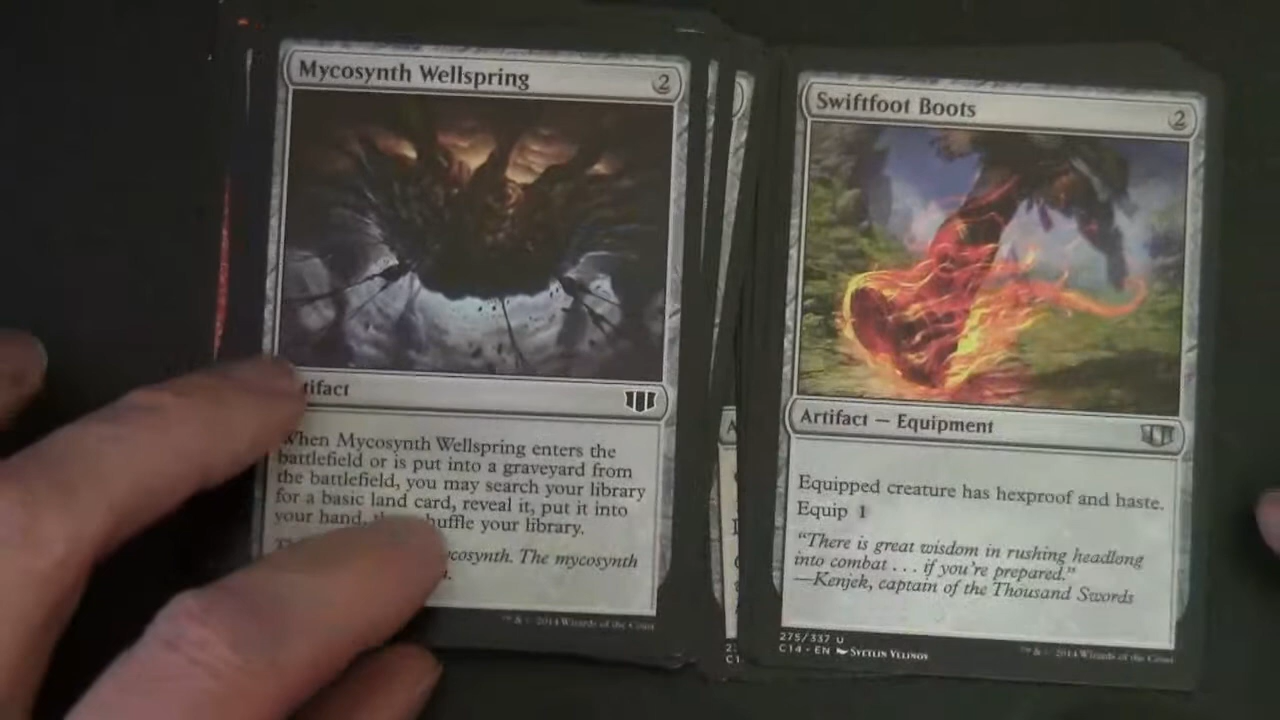 Mycosynth Wellspring 2
tifact
When Mycosynth Wellspring enters the
battlefield or is put into a graveyard from
the battlefield, you may search your library
for a basic land card, reveal it, put it into
your hand, huffle your library.
ycosynth. The mycosynth
™ & © 2014 Wizards of the Coast
A
C1
Swiftfoot Boots 2
Artifact — Equipment
Equipped creature has hexproof and haste.
Equip 1
"There is great wisdom in rushing headlong
into combat . . . if you're prepared."
—Kenjek, captain of the Thousand Swords
275/337 U
C14 • EN Svetlin Velinov
™ & © 2014 Wizards of the Coast